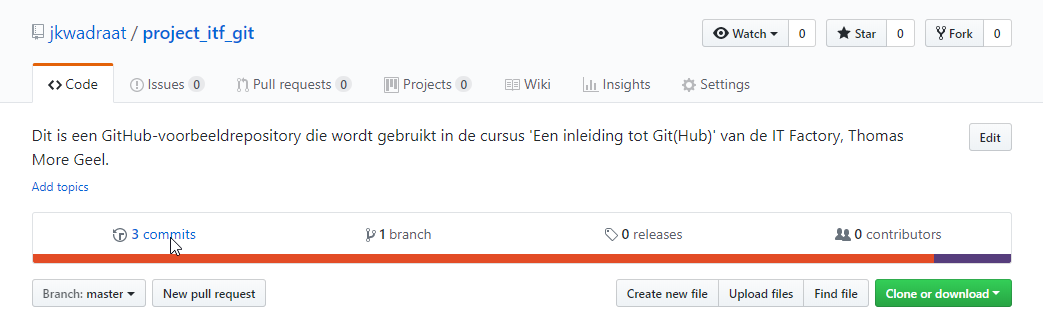 jkwadraat / project_itf_git
Watch 0 Star 0 Fork 0
Code Issues 0 Pull requests 0 Projects 0 Wiki Insights Settings
Dit is een GitHub-voorbeeldrepository die wordt gebruikt in de cursus 'Een inleiding tot Git(Hub)' van de IT Factory, Thomas
More Geel.
Edit
Add topics
3 commits 1 branch 0 releases 0 contributors
Branch: master New pull request Create new file Upload files Find file Clone or download